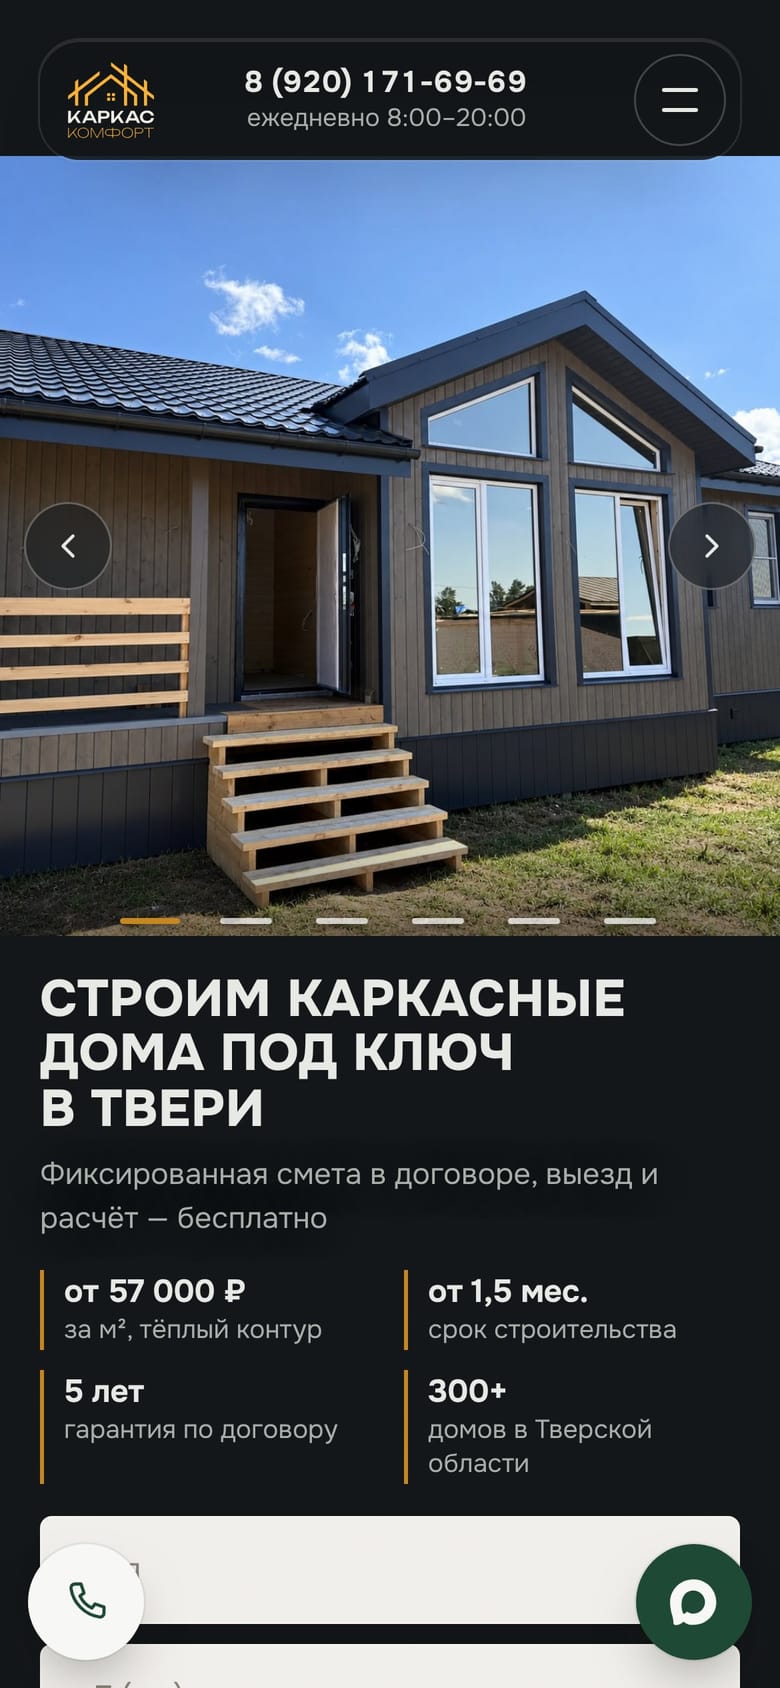 КАРКАС
КОМФОРТ
8 (920) 171-69-69
ежедневно 8:00–20:00
СТРОИМ КАРКАСНЫЕ
ДОМА ПОД КЛЮЧ
В ТВЕРИ
Фиксированная смета в договоре, выезд и
расчёт — бесплатно
от 57 000 ₽
за м², тёплый контур
от 1,5 мес.
срок строительства
5 лет
гарантия по договору
300+
домов в Тверской
области